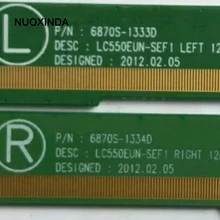 NUOXINDA
L
P/N : 6870S-1333D
DESC : LC550EUN-SEF1 LEFT 12
DESIGNED : 2012.02.05
R
P/N : 6870S-1334D
DESC : LC550EUN-SEF1 RIGHT 12
DESIGNED : 2012.02.05